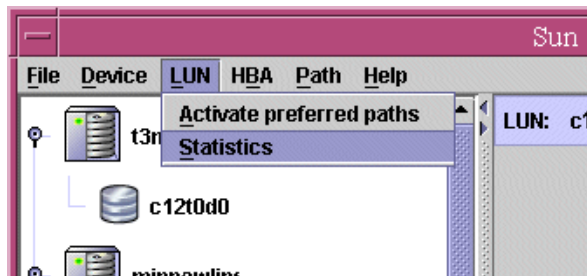 Sun
File Device LUN HBA Path Help
Activate preferred paths
Statistics
LUN:
c12t0d0